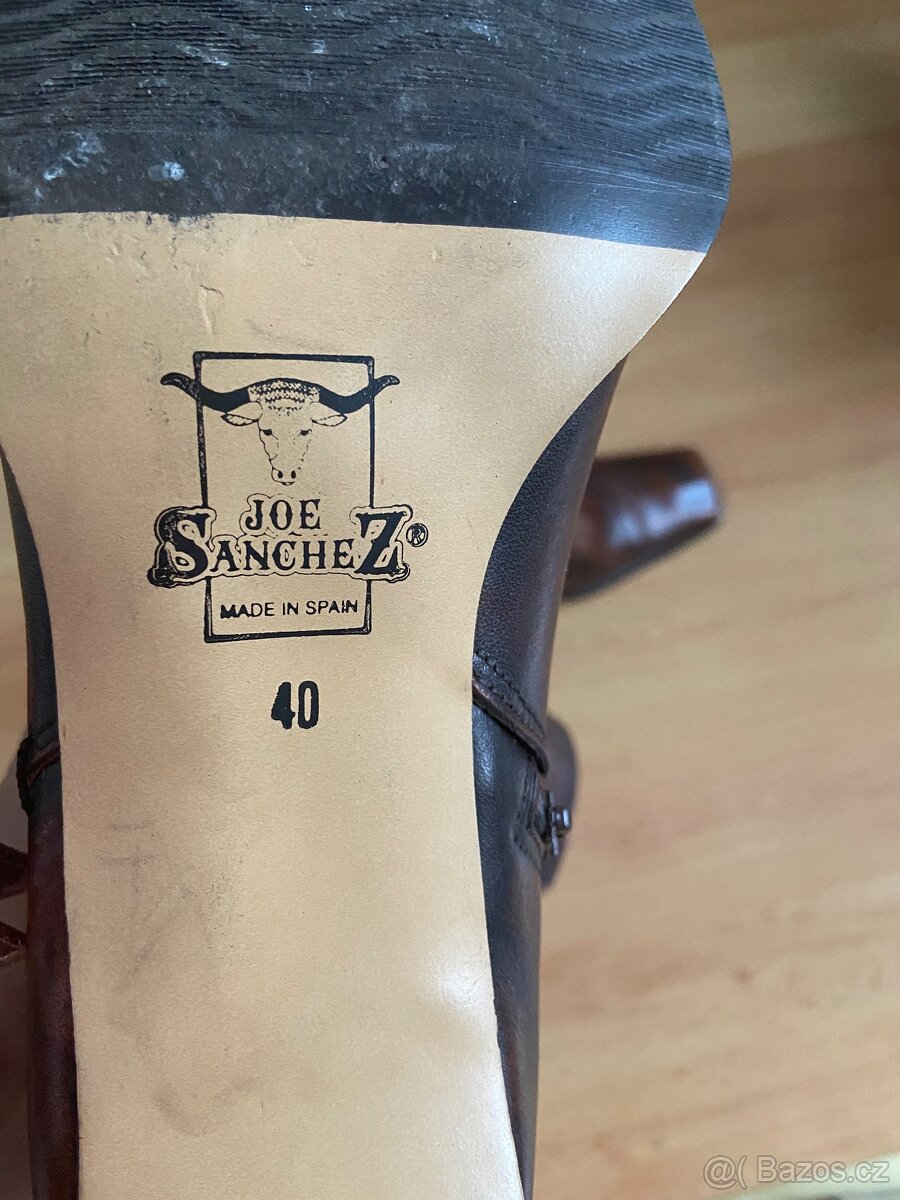 JOE
SANCHEZ®
MADE IN SPAIN
40
@( Bazos.cz